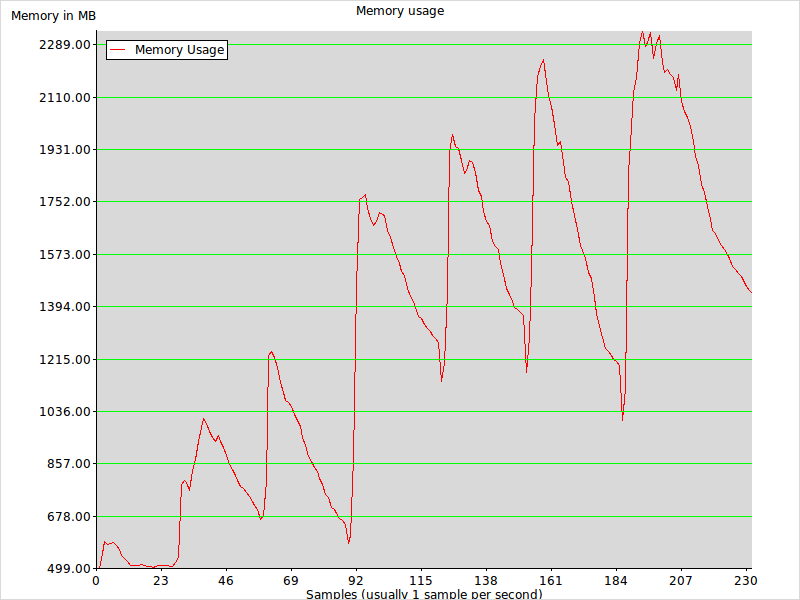 Memory usage
Memory in MB
Memory Usage
2289.00
2110.00
1931.00
1752.00
1573.00
1394.00
1215.00
1036.00
857.00
678.00
499.00
0 23 46 69 92 115 138 161 184 207 230
Samples (usually 1 sample per second)